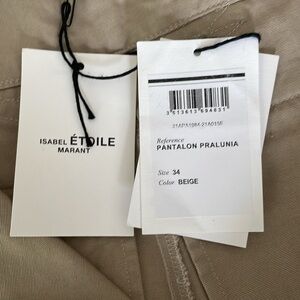 ISABEL ÉTOILE
MARANT
Reference
PANTALON PRALUNIA
Size 34
Color BEIGE